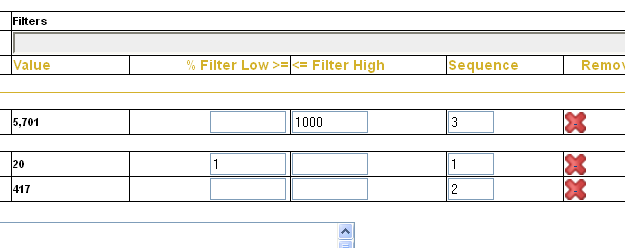 Filters
Value % Filter Low >= <= Filter High Sequence Remov
5,701 1000 3
20 1 1
417 2